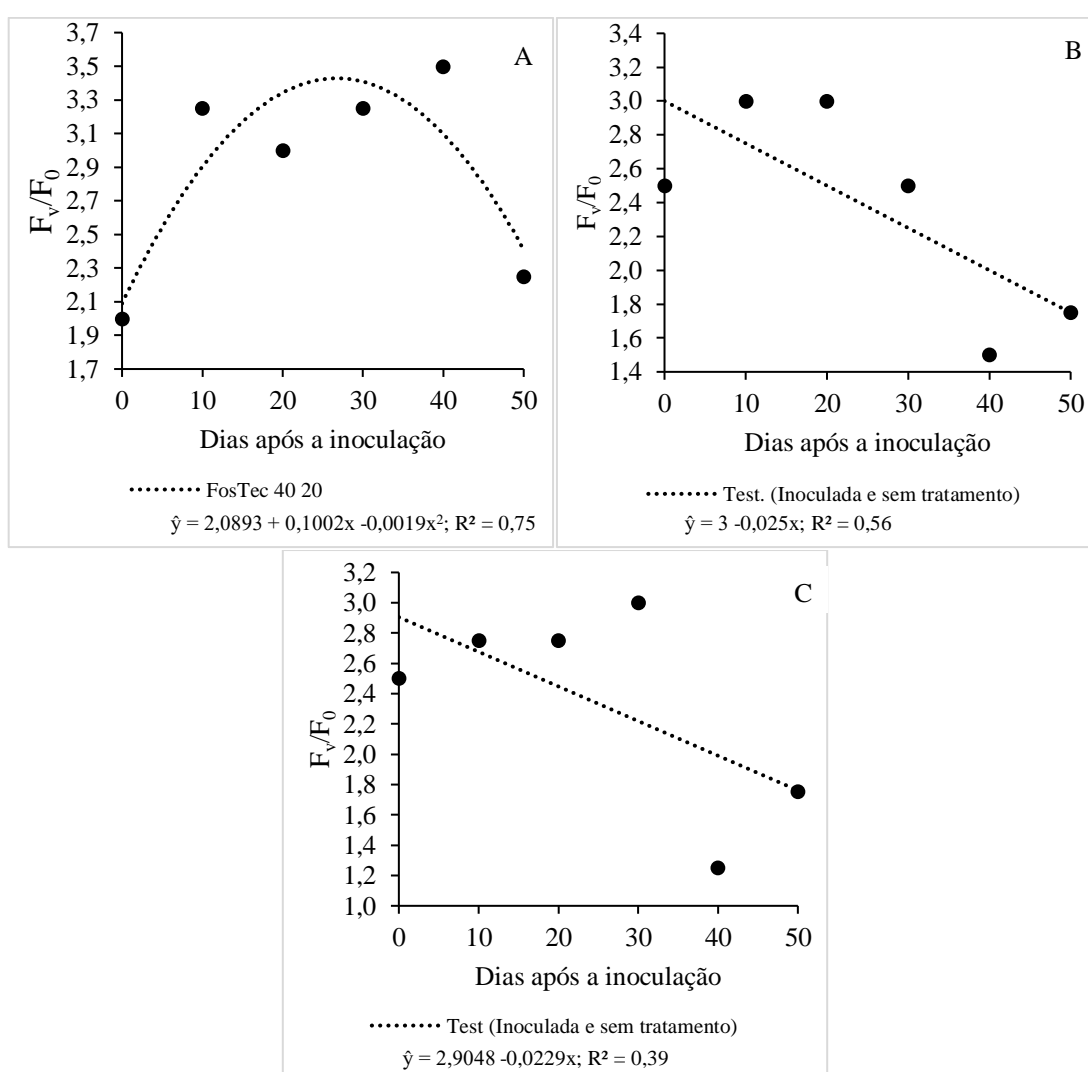 A
F_v/F_0
3,7
3,5
3,3
3,1
2,9
2,7
2,5
2,3
2,1
1,9
1,7
0 10 20 30 40 50
Dias após a inoculação
FosTec 40 20
ŷ = 2,0893 + 0,1002x -0,0019x²; R² = 0,75
B
F_v/F_0
3,4
3,2
3,0
2,8
2,6
2,4
2,2
2,0
1,8
1,6
1,4
0 10 20 30 40 50
Dias após a inoculação
Test. (Inoculada e sem tratamento)
ŷ = 3 -0,025x; R² = 0,56
C
F_v/F_0
3,2
3,0
2,8
2,6
2,4
2,2
2,0
1,8
1,6
1,4
1,2
1,0
0 10 20 30 40 50
Dias após a inoculação
Test (Inoculada e sem tratamento)
ŷ = 2,9048 -0,0229x; R² = 0,39